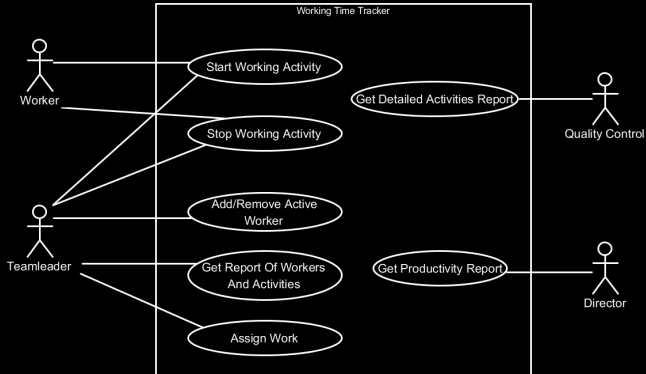 Working Time Tracker
Start Working Activity
Get Detailed Activities Report
Worker
Stop Working Activity
Quality Control
Add/Remove Active
Worker
Teamleader
Get Report Of Workers
And Activities
Get Productivity Report
Director
Assign Work